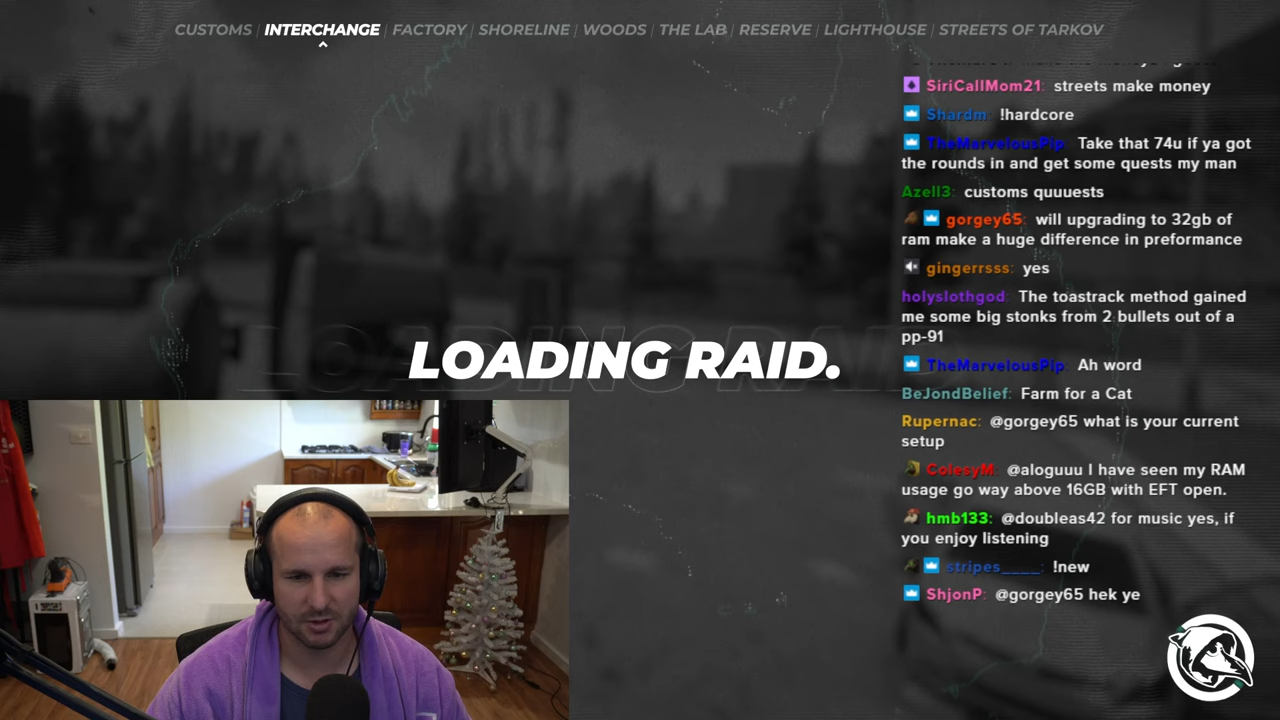 CUSTOMS | INTERCHANGE | FACTORY | SHORELINE | WOODS | THE LAB | RESERVE | LIGHTHOUSE | STREETS OF TARKOV
SiriCallMom21: streets make money
Shardm: !hardcore
TheMarvelousPip: Take that 74u if ya got
the rounds in and get some quests my man
Azell3: customs quuuests
gorgey65: will upgrading to 32gb of
ram make a huge difference in preformance
gingerrsss: yes
holyslothgod: The toastrack method gained
me some big stonks from 2 bullets out of a
pp-91
LOADING RAID.
TheMarvelousPip: Ah word
BeJondBelief: Farm for a Cat
Rupernac: @gorgey65 what is your current
setup
ColesyM: @aloguuu I have seen my RAM
usage go way above 16GB with EFT open.
hmb133: @doubleas42 for music yes, if
you enjoy listening
stripes____: !new
ShjonP: @gorgey65 hek ye